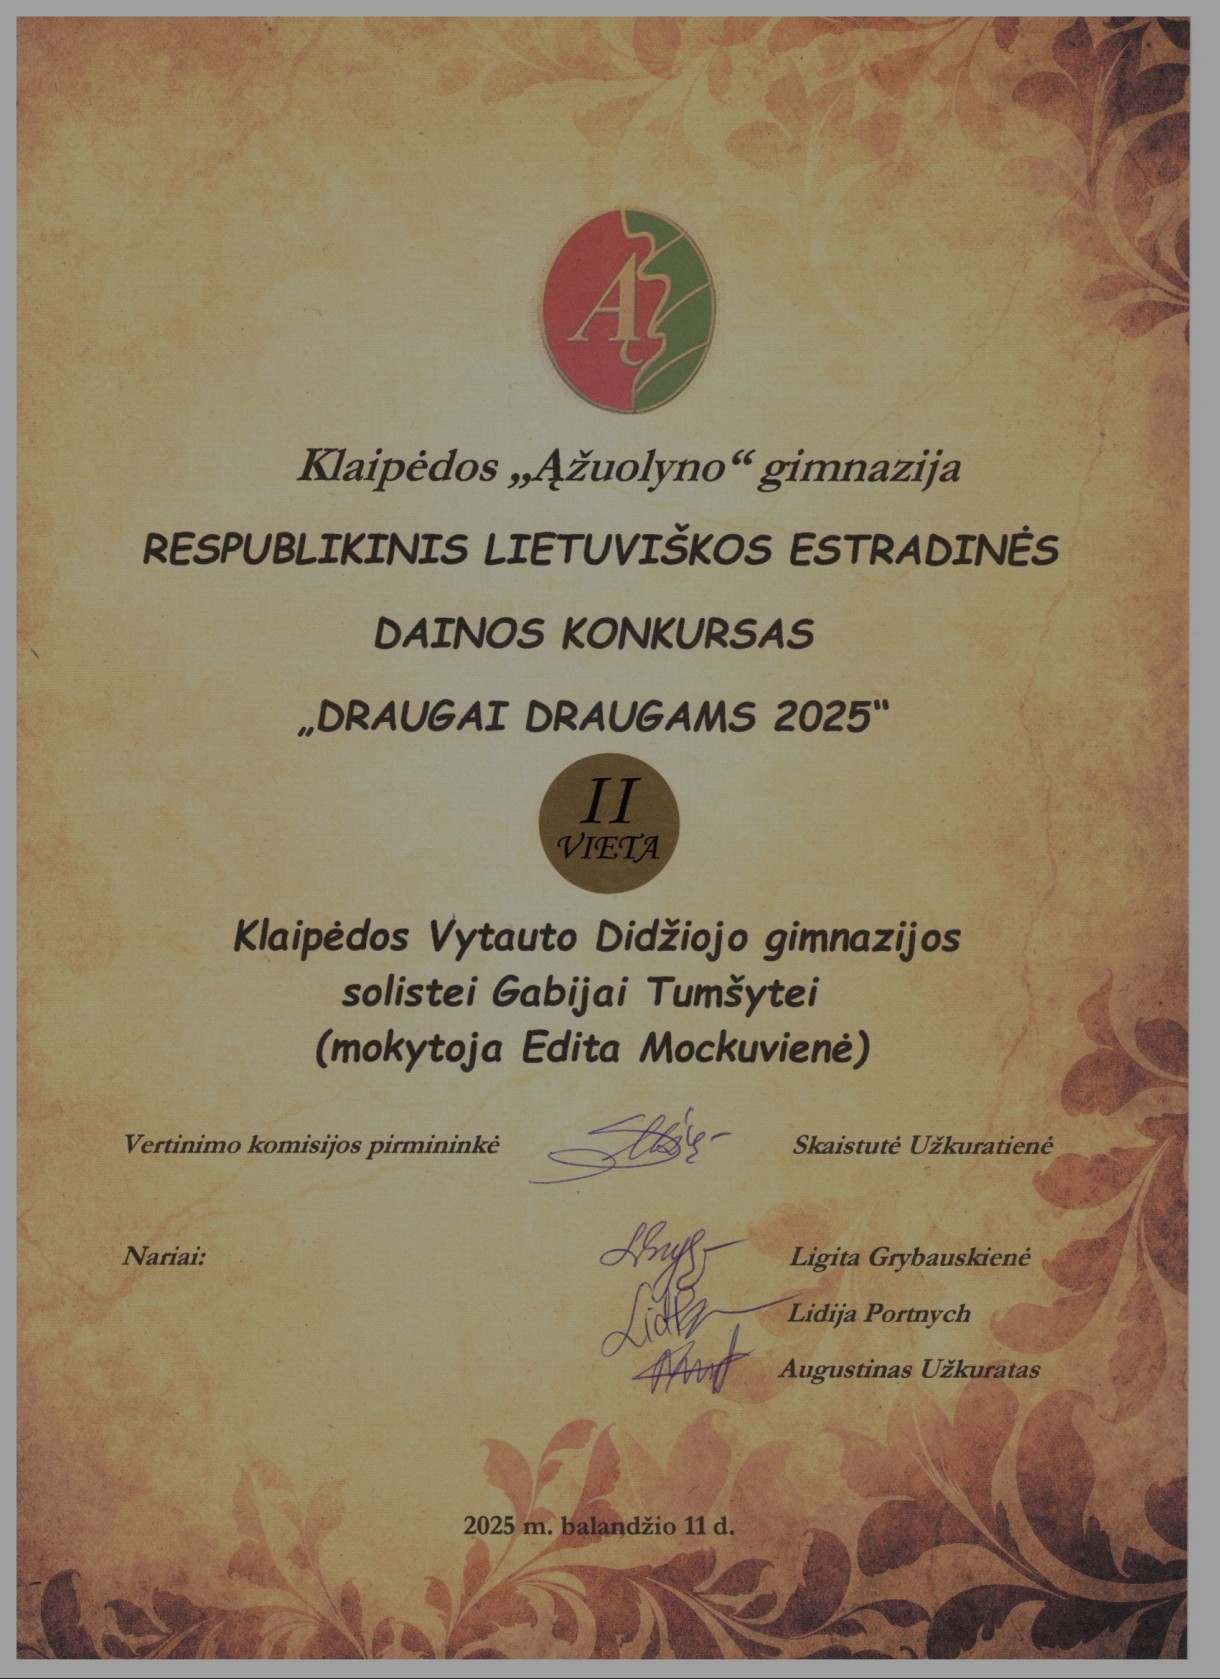 Ą
Klaipėdos „Ąžuolyno“ gimnazija
RESPUBLIKINIS LIETUVIŠKOS ESTRADINĖS
DAINOS KONKURSAS
„DRAUGAI DRAUGAMS 2025“
II
VIETA
Klaipėdos Vytauto Didžiojo gimnazijos
solistei Gabijai Tumšytei
(mokytoja Edita Mockuvienė)
Vertinimo komisijos pirmininkė Skaistutė Užkuratienė
Nariai: Ligita Grybauskienė
Lidija Portnych
Augustinas Užkuratas
2025 m. balandžio 11 d.